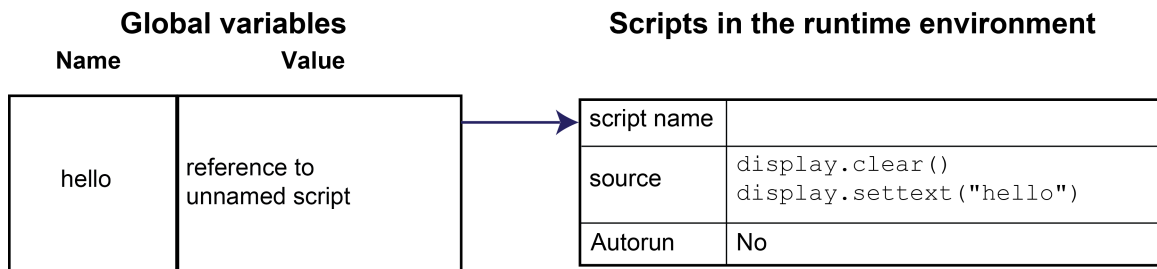 Global variables
Scripts in the runtime environment
Name Value
hello
reference to
unnamed script
script name
source
display.clear()
display.settext("hello")
Autorun No